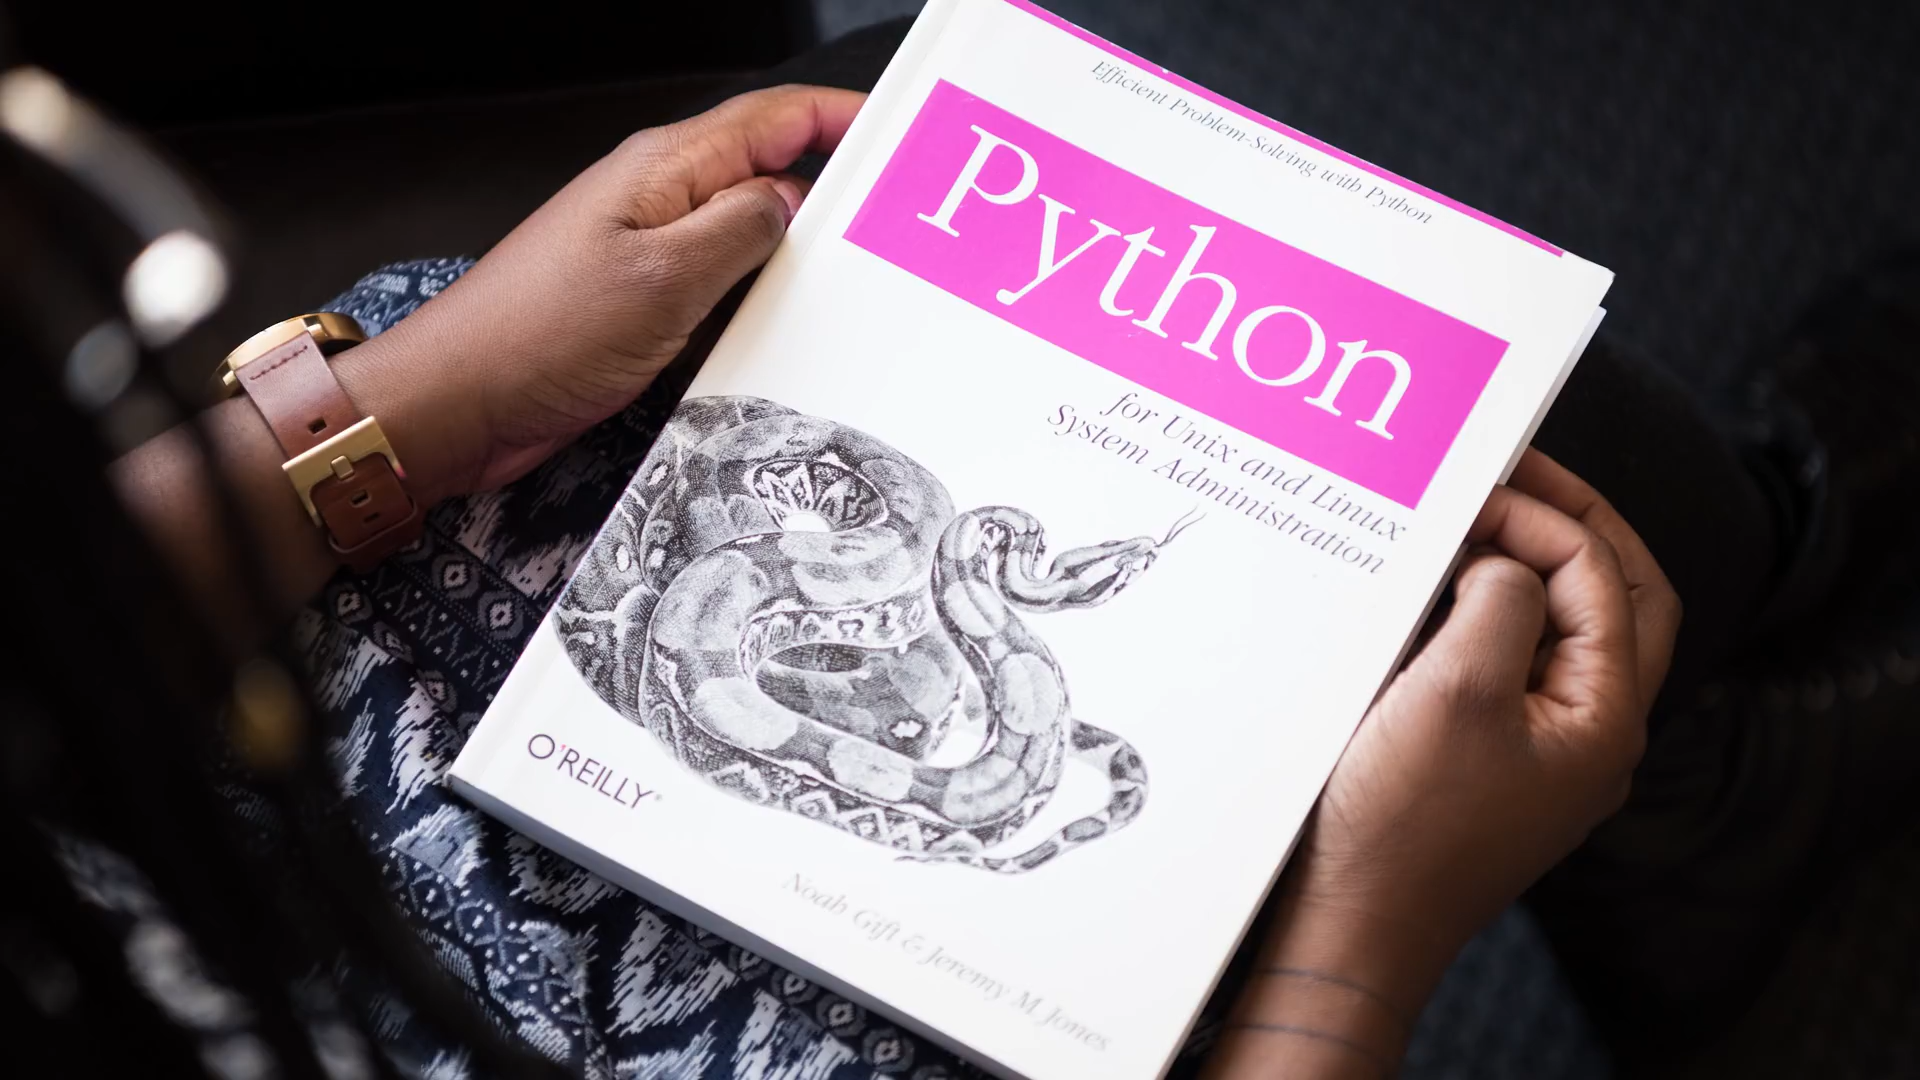 Efficient Problem-Solving with Python
Python
for Unix and Linux
System Administration
O'REILLY®
Noah Gift & Jeremy M. Jones